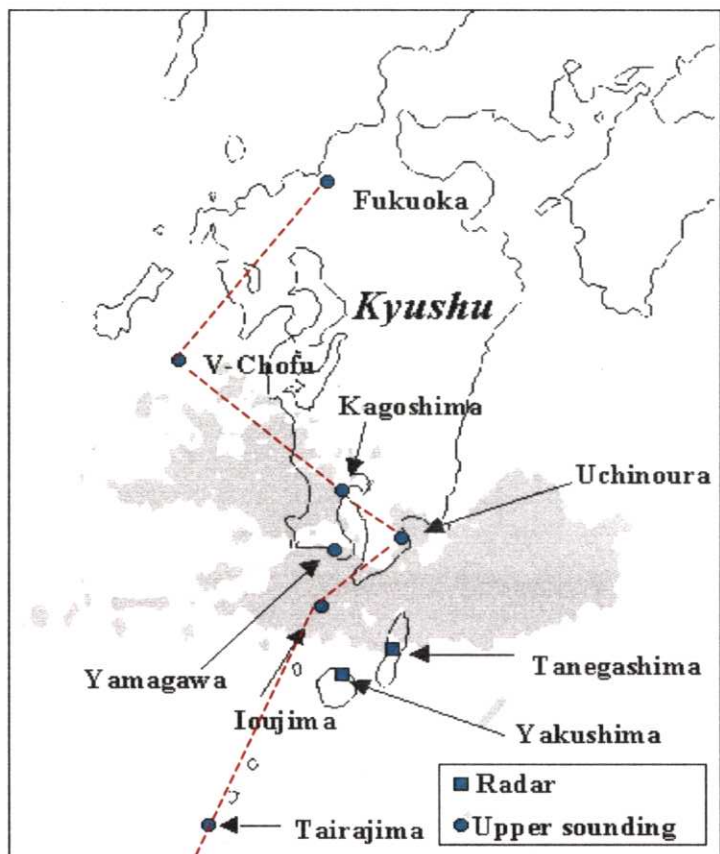 Fukuoka
Kyushu
V-Chofu
Kagoshima
Uchinoura
Yamagawa
Tanegashima
Ioujima
Yakushima
Radar
Tairajima
Upper sounding